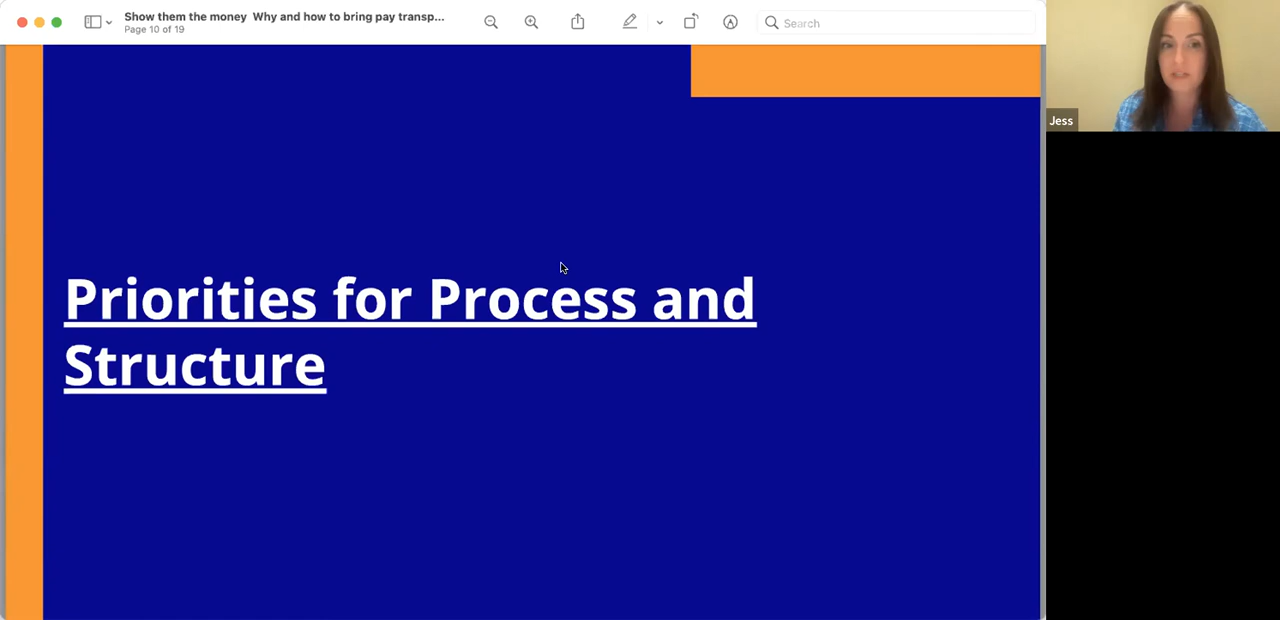 Show them the money  Why and how to bring pay transp...
Page 10 of 19
Search
Jess
Priorities for Process and
Structure